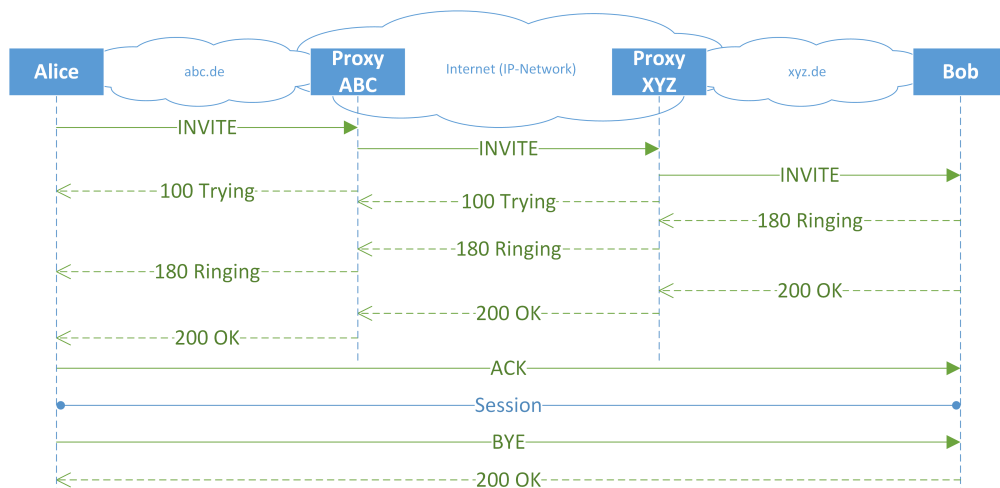 Alice
abc.de
Proxy
ABC
Internet (IP-Network)
Proxy
XYZ
xyz.de
Bob
INVITE
INVITE
INVITE
100 Trying
100 Trying
180 Ringing
180 Ringing
180 Ringing
200 OK
200 OK
200 OK
ACK
Session
BYE
200 OK